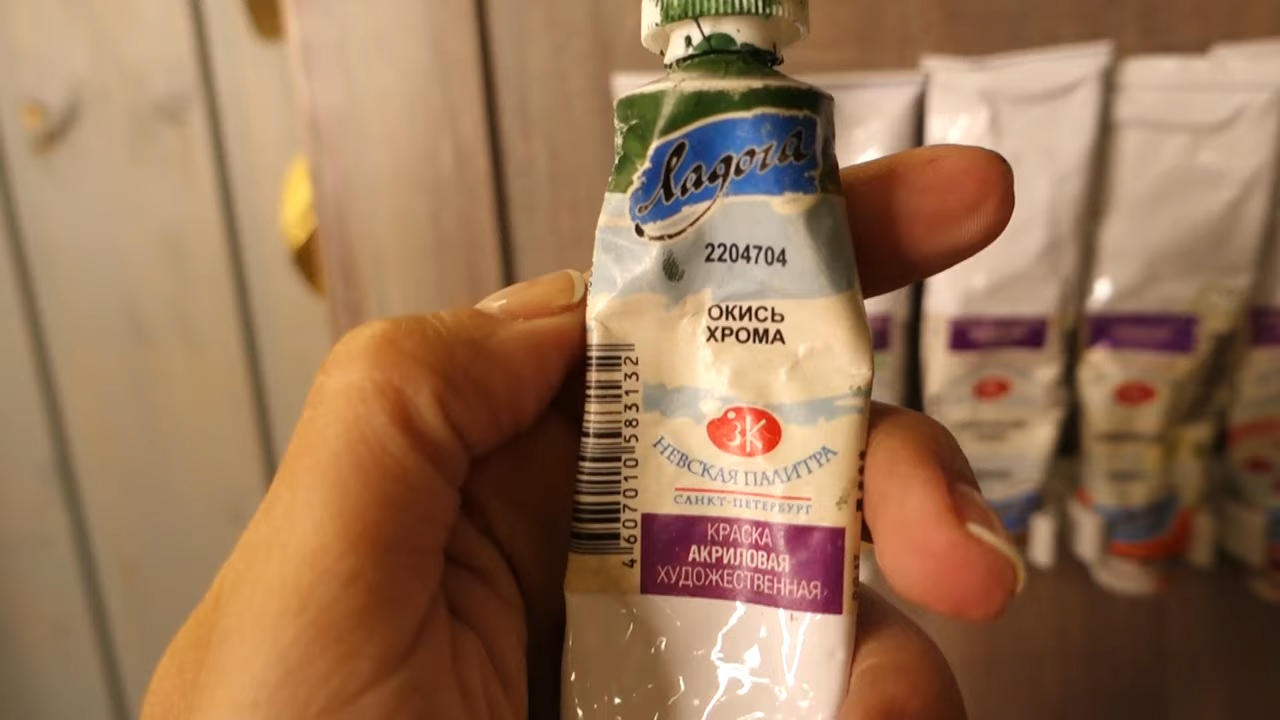 Ладога
2204704
ОКИСЬ
ХРОМА
ЗК
НЕВСКАЯ ПАЛИТРА
САНКТ-ПЕТЕРБУРГ
КРАСКА
АКРИЛОВАЯ
ХУДОЖЕСТВЕННАЯ
4607010583132